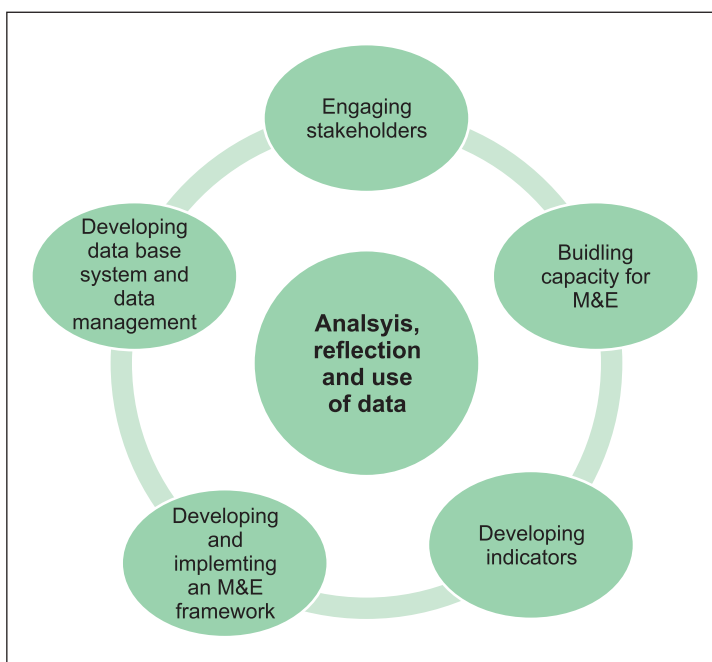 Engaging
stakeholders
Buidling
capacity for
M&E
Developing
indicators
Developing
and
implemting
an M&E
framework
Developing
data base
system and
data
management
Analsyis,
reflection
and use
of data